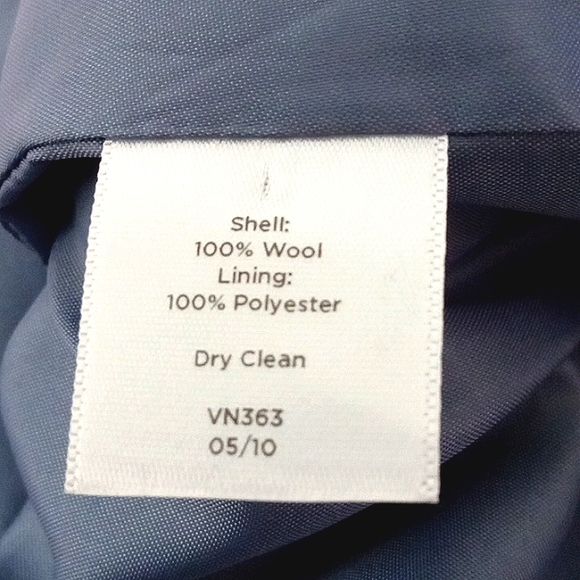 Shell:
100% Wool
Lining:
100% Polyester
Dry Clean
VN363
05/10